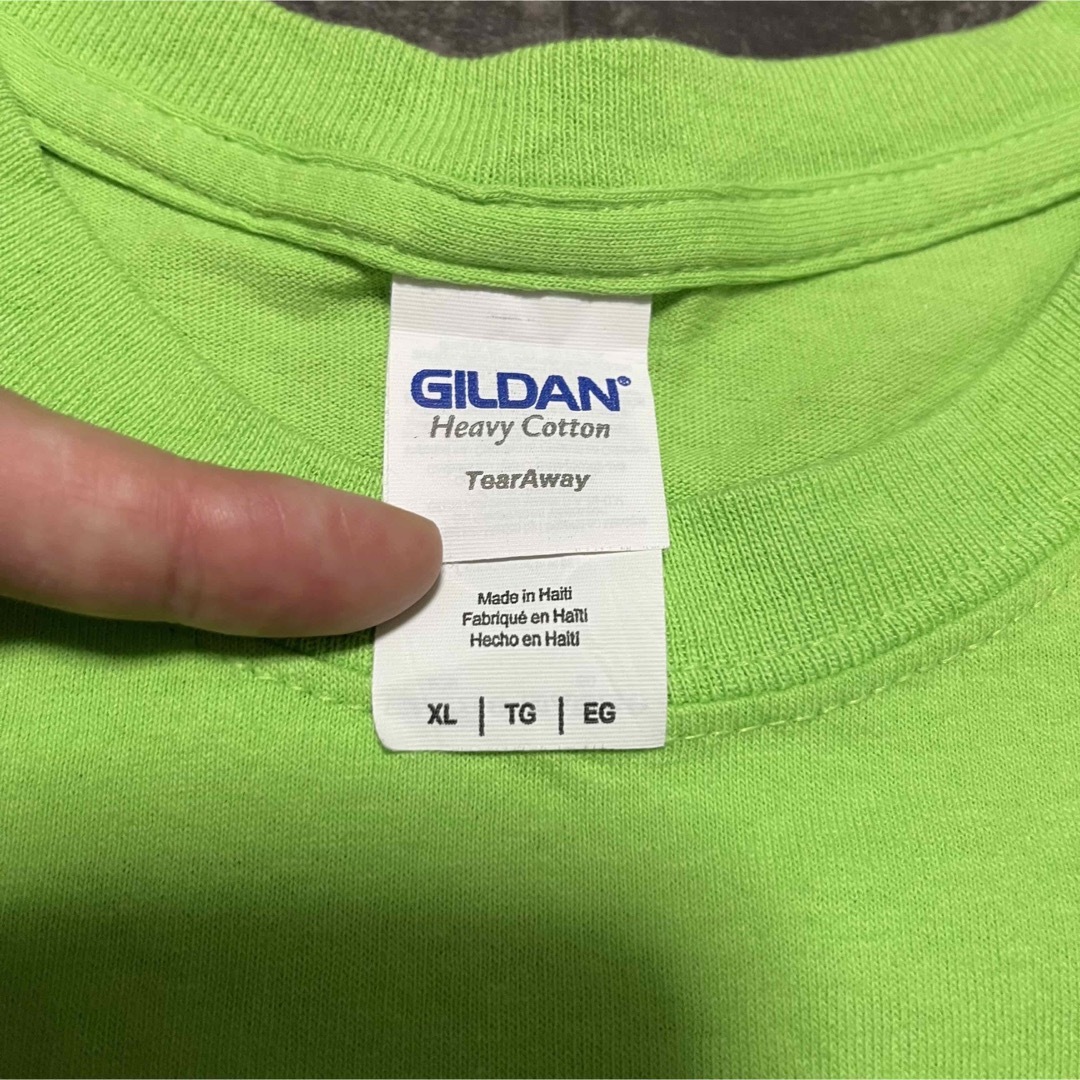 GILDAN®
Heavy Cotton
TearAway
Made in Haiti
Fabriqué en Haïti
Hecho en Haití
XL | TG | EG